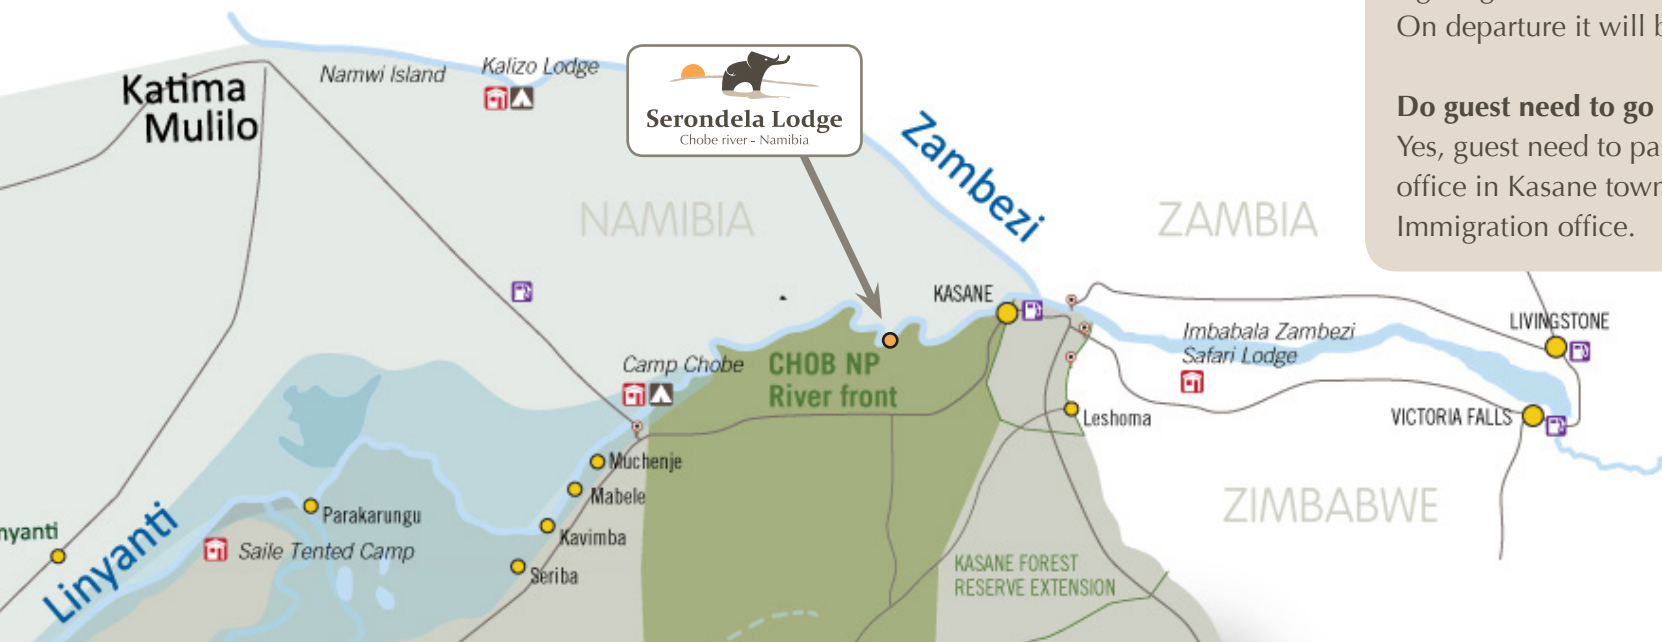 On departure it will b
Do guest need to go
Yes, guest need to pa
office in Kasane town
Immigration office.
Katima
Mulilo
Namwi Island
Kalizo Lodge
Serondela Lodge
Chobe river - Namibia
Zambezi
NAMIBIA
ZAMBIA
KASANE
LIVINGSTONE
Imbabala Zambezi
Safari Lodge
Camp Chobe
CHOB NP
River front
Leshoma
VICTORIA FALLS
Muchenje
Mabele
Parakarungu
Kavimba
nyanti
Linyanti
Saile Tented Camp
Seriba
ZIMBABWE
KASANE FOREST
RESERVE EXTENSION